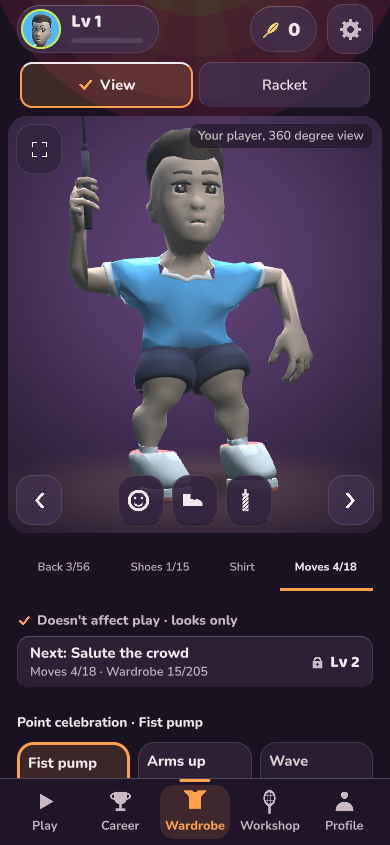 Lv 1
0
View
Racket
Your player, 360 degree view
Back 3/56
Shoes 1/15
Shirt
Moves 4/18
Doesn't affect play · looks only
Next: Salute the crowd
Moves 4/18 · Wardrobe 15/205
Lv 2
Point celebration · Fist pump
Fist pump
Arms up
Wave
Play
Career
Wardrobe
Workshop
Profile